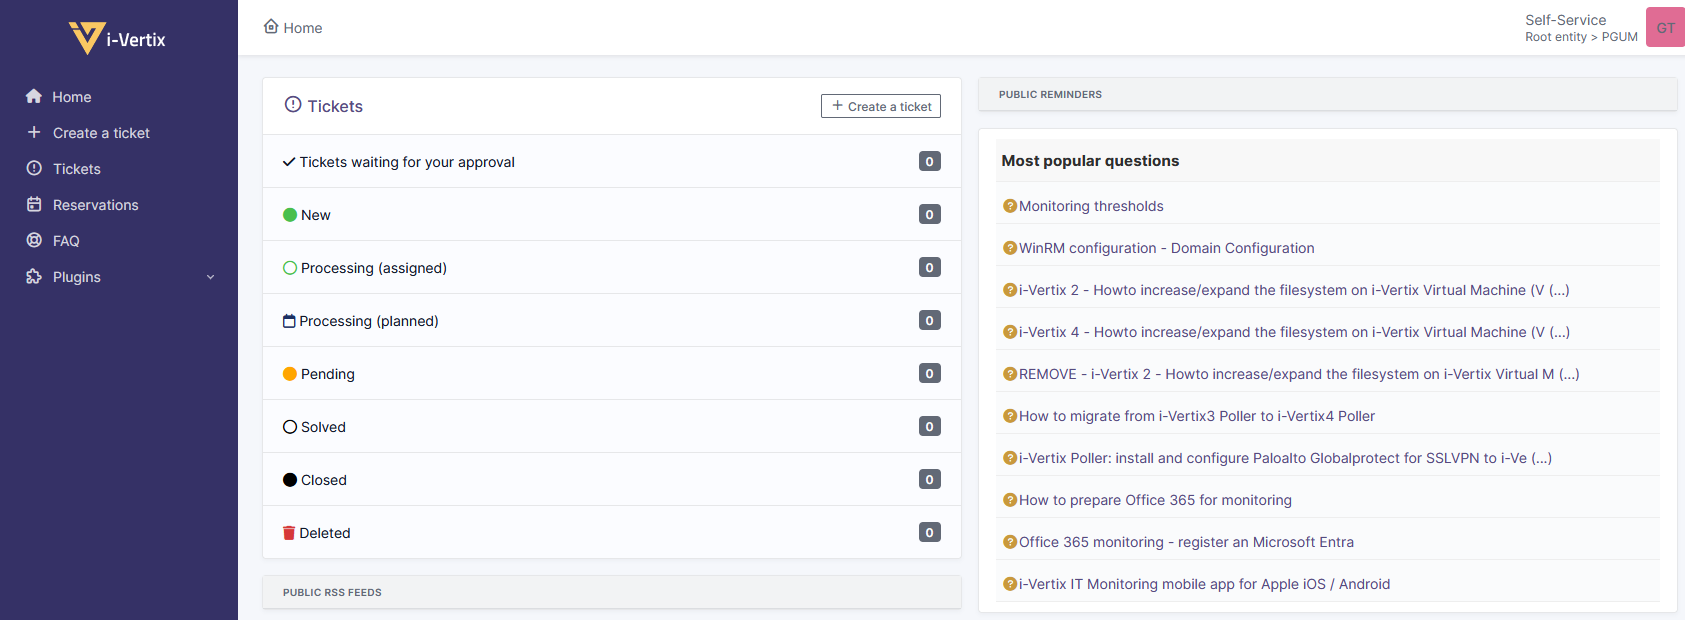 i-Vertix
Home
Create a ticket
Tickets
Reservations
FAQ
Plugins
Home
Self-Service
Root entity > PGUM
GT
Tickets
+ Create a ticket
Tickets waiting for your approval 0
New 0
Processing (assigned) 0
Processing (planned) 0
Pending 0
Solved 0
Closed 0
Deleted 0
PUBLIC RSS FEEDS
PUBLIC REMINDERS
Most popular questions
Monitoring thresholds
WinRM configuration - Domain Configuration
i-Vertix 2 - Howto increase/expand the filesystem on i-Vertix Virtual Machine (V (...)
i-Vertix 4 - Howto increase/expand the filesystem on i-Vertix Virtual Machine (V (...)
REMOVE - i-Vertix 2 - Howto increase/expand the filesystem on i-Vertix Virtual M (...)
How to migrate from i-Vertix3 Poller to i-Vertix4 Poller
i-Vertix Poller: install and configure Paloalto Globalprotect for SSLVPN to i-Ve (...)
How to prepare Office 365 for monitoring
Office 365 monitoring - register an Microsoft Entra
i-Vertix IT Monitoring mobile app for Apple iOS / Android